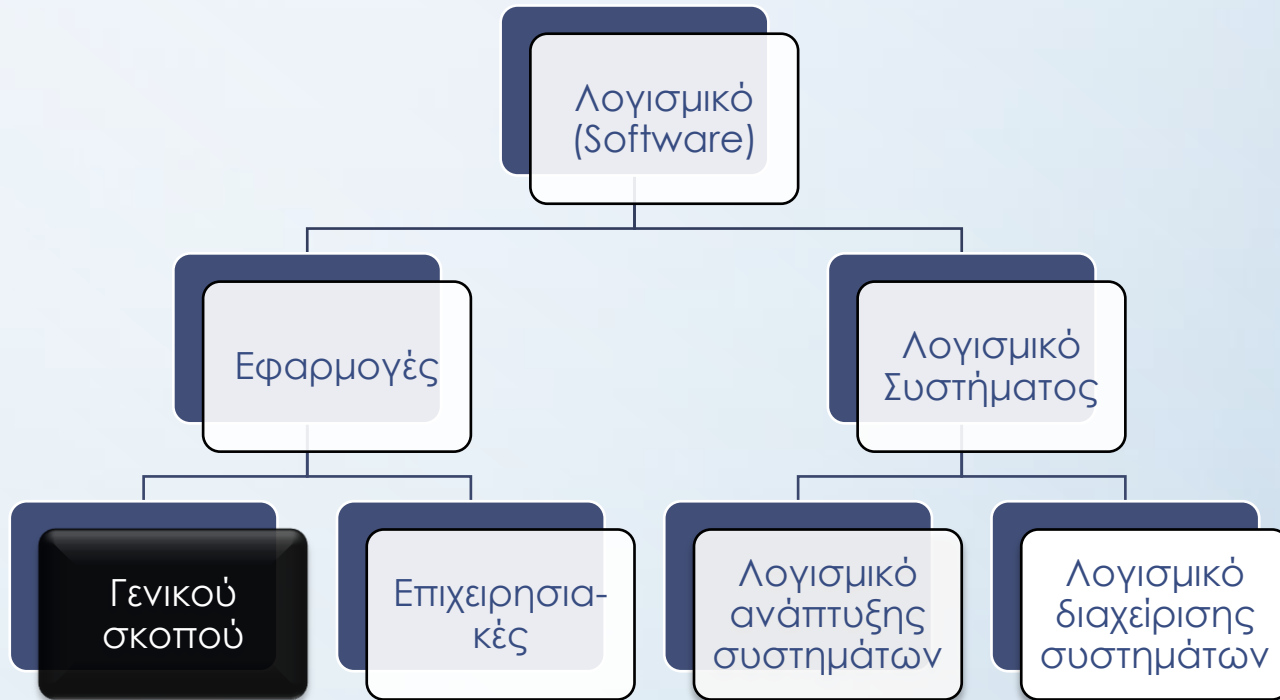 Λογισμικό
(Software)
Εφαρμογές
Λογισμικό
Συστήματος
Γενικού
σκοπού
Επιχειρησια-
κές
Λογισμικό
ανάπτυξης
συστημάτων
Λογισμικό
διαχείρισης
συστημάτων